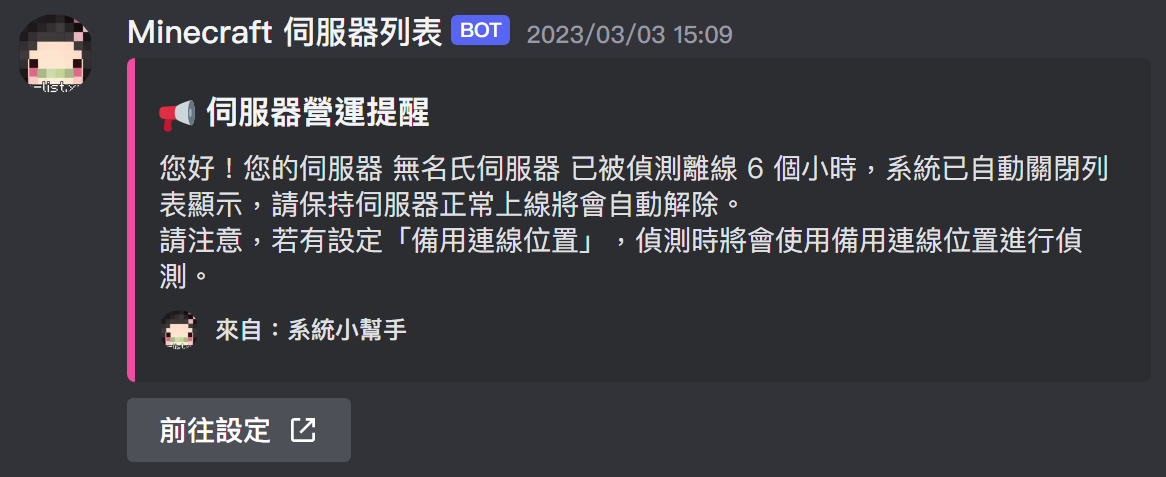 Minecraft 伺服器列表 BOT 2023/03/03 15:09
伺服器營運提醒
您好！您的伺服器 無名氏伺服器 已被偵測離線 6 個小時，系統已自動關閉列
表顯示，請保持伺服器正常上線將會自動解除。
請注意，若有設定「備用連線位置」，偵測時將會使用備用連線位置進行偵
測。
來自：系統小幫手
前往設定